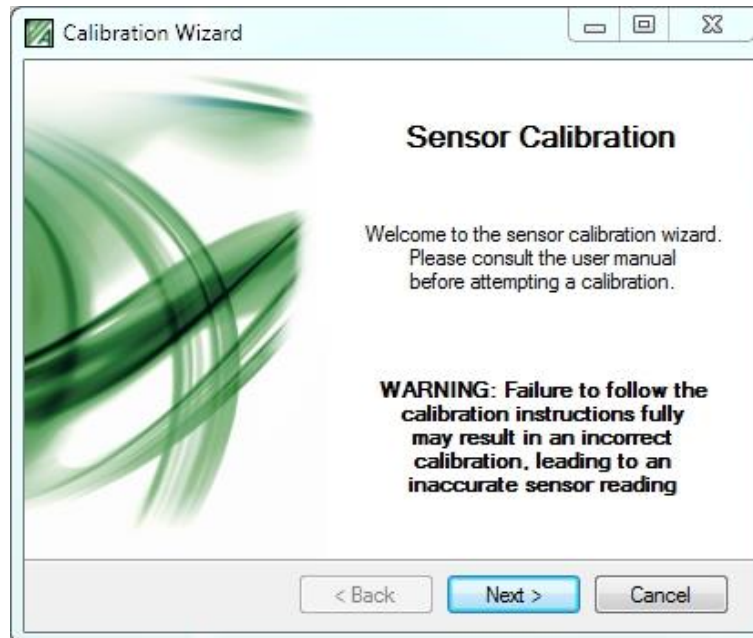 Calibration Wizard
Sensor Calibration
Welcome to the sensor calibration wizard.
Please consult the user manual
before attempting a calibration.
WARNING: Failure to follow the
calibration instructions fully
may result in an incorrect
calibration, leading to an
inaccurate sensor reading
< Back
Next >
Cancel